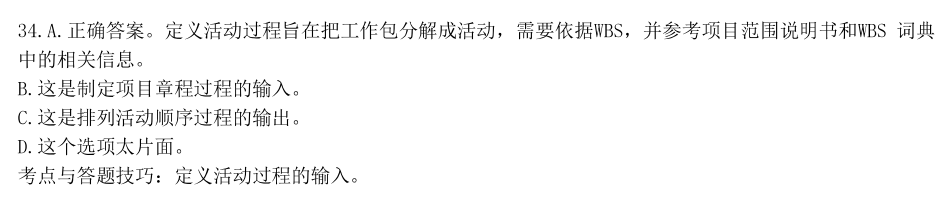 34.A.正确答案。定义活动过程旨在把工作包分解成活动，需要依据WBS，并参考项目范围说明书和WBS 词典
中的相关信息。
B.这是制定项目章程过程的输入。
C.这是排列活动顺序过程的输出。
D.这个选项太片面。
考点与答题技巧：定义活动过程的输入。